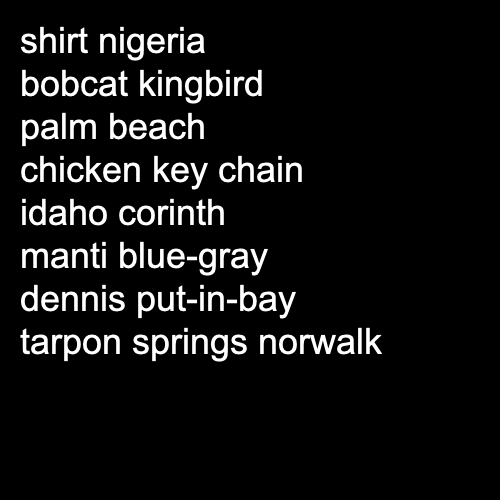 shirt nigeria
bobcat kingbird
palm beach
chicken key chain
idaho corinth
manti blue-gray
dennis put-in-bay
tarpon springs norwalk